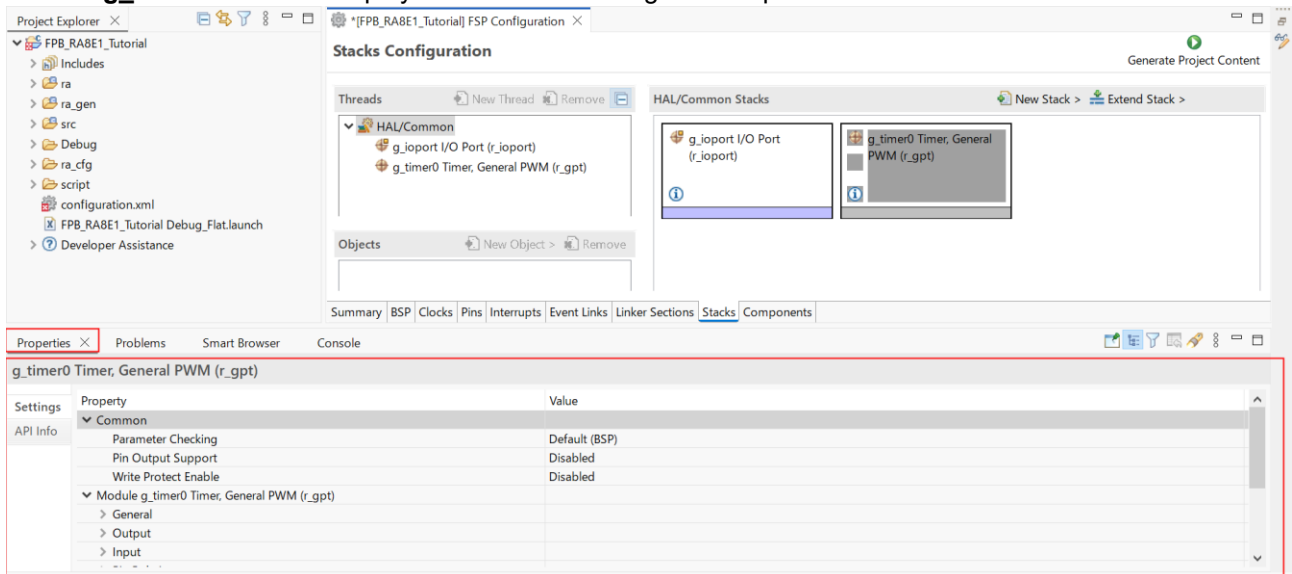 Project Explorer
*[FPB_RA8E1_Tutorial] FSP Configuration
FPB_RA8E1_Tutorial
Includes
ra
ra_gen
src
Debug
ra_cfg
script
configuration.xml
FPB_RA8E1_Tutorial Debug_Flat.launch
Developer Assistance
Stacks Configuration
Generate Project Content
Threads
New Thread
Remove
HAL/Common
g_ioport I/O Port (r_ioport)
g_timer0 Timer, General PWM (r_gpt)
Objects
New Object >
Remove
HAL/Common Stacks
New Stack >
Extend Stack >
g_ioport I/O Port
(r_ioport)
g_timer0 Timer, General
PWM (r_gpt)
Summary BSP Clocks Pins Interrupts Event Links Linker Sections Stacks Components
Properties Problems Smart Browser Console
g_timer0 Timer, General PWM (r_gpt)
Settings
API Info
Property Value
Common
Parameter Checking Default (BSP)
Pin Output Support Disabled
Write Protect Enable Disabled
Module g_timer0 Timer, General PWM (r_gpt)
General
Output
Input